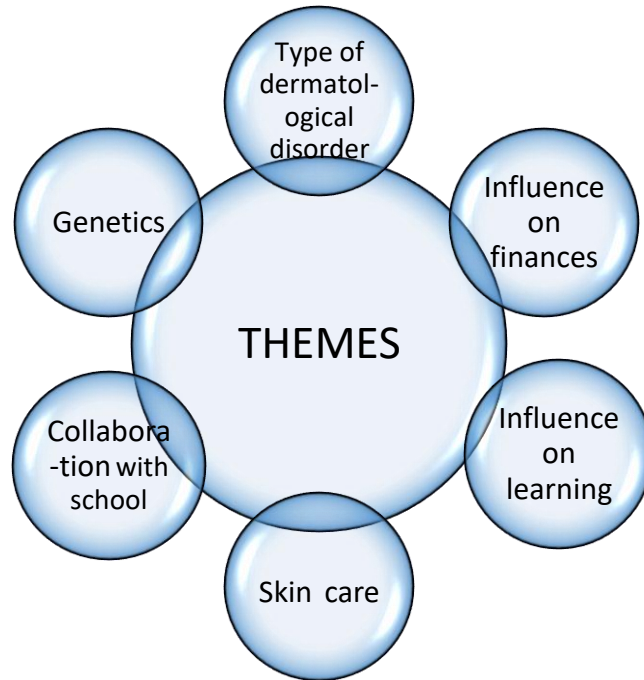 Type of
dermatol-
ogical
disorder
Influence
on
finances
Influence
on
learning
Skin care
Collabora
-tion with
school
Genetics
THEMES